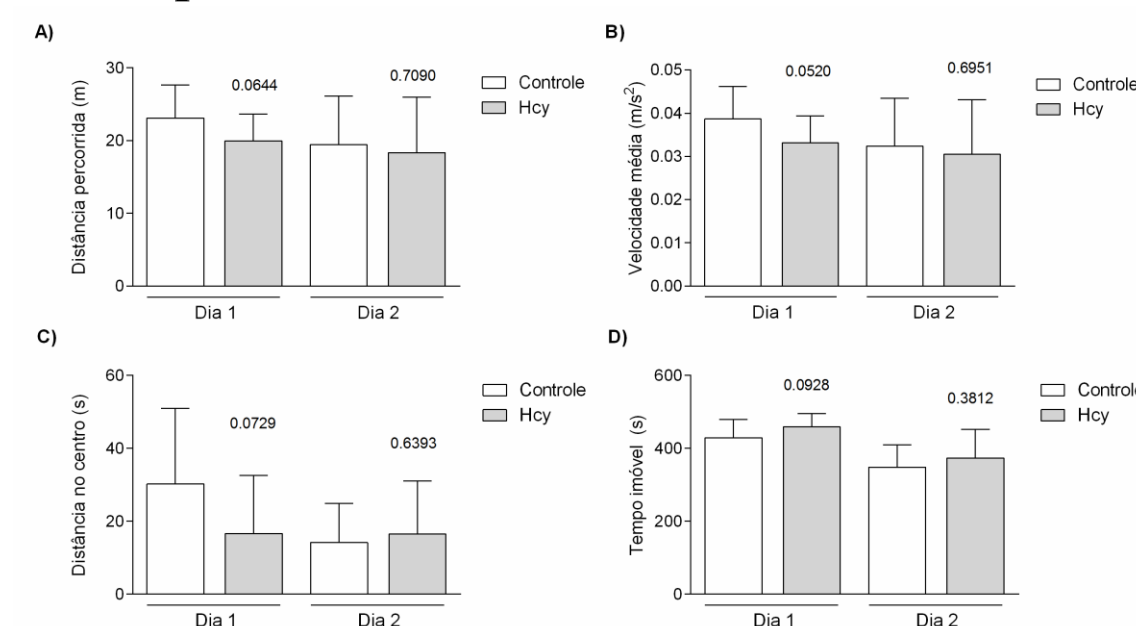 A)
Distância percorrida (m)
30
20
10
0
0.0644
0.7090
Controle
Hcy
Dia 1
Dia 2
B)
Velocidade média (m/s²)
0.05
0.04
0.03
0.02
0.01
0.00
0.0520
0.6951
Controle
Hcy
Dia 1
Dia 2
C)
Distância no centro (s)
60
40
20
0
0.0729
0.6393
Controle
Hcy
Dia 1
Dia 2
D)
Tempo imóvel (s)
600
400
200
0
0.0928
0.3812
Controle
Hcy
Dia 1
Dia 2